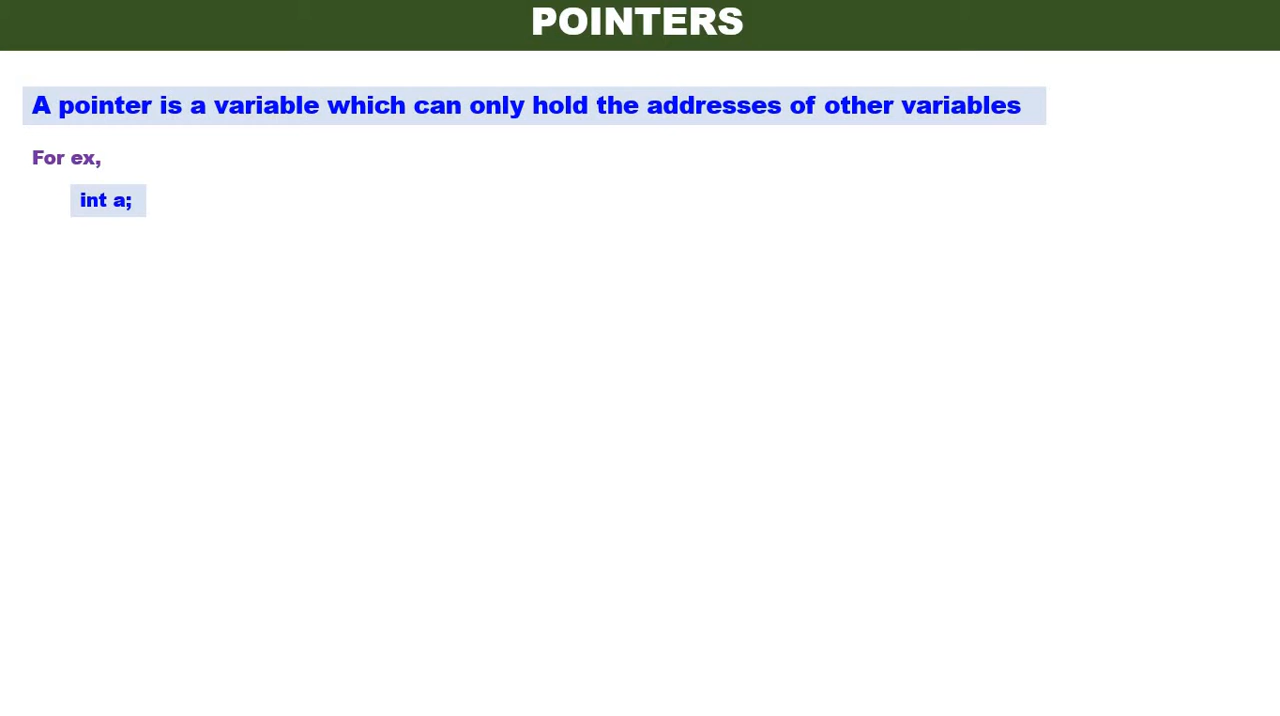 POINTERS
A pointer is a variable which can only hold the addresses of other variables
For ex,
int a;